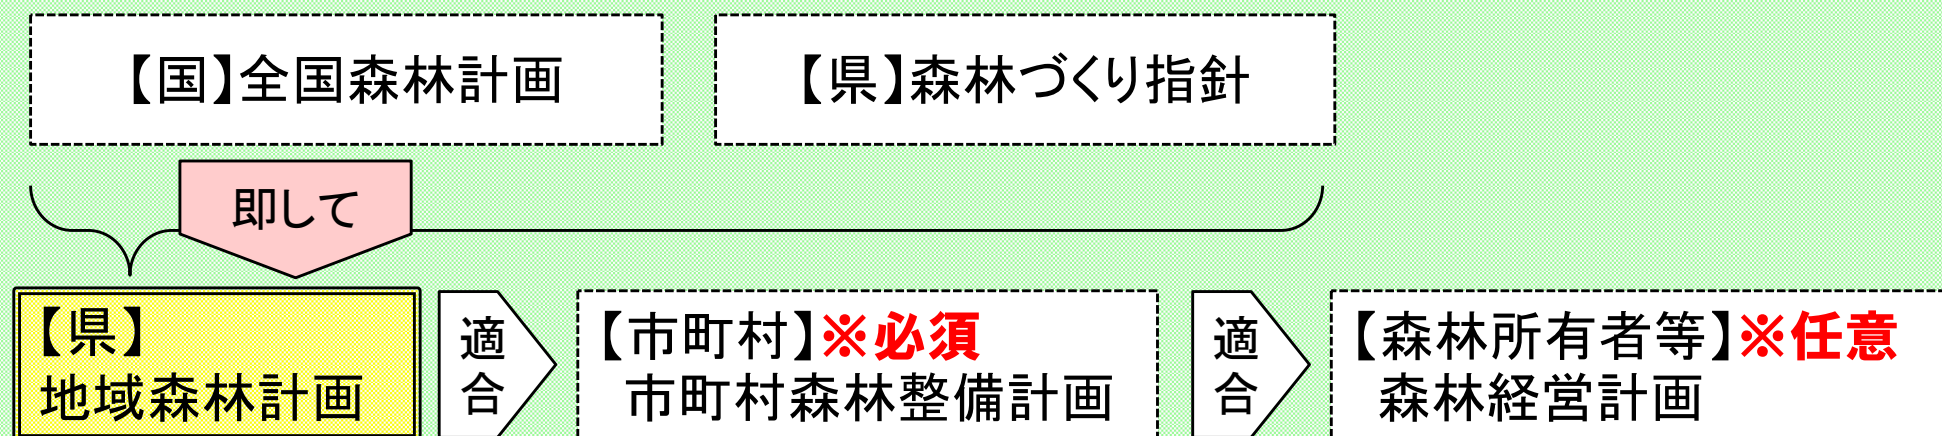 【国】全国森林計画
【県】森林づくり指針
即して
【県】
地域森林計画
適合
【市町村】※必須
市町村森林整備計画
適合
【森林所有者等】※任意
森林経営計画